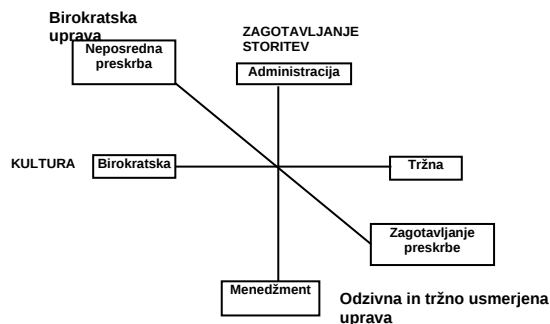 Birokratska
uprava
Neposredna
preskrba
ZAGOTAVLJANJE
STORITEV
Administracija
KULTURA
Birokratska
Tržna
Zagotavljanje
preskrbe
Menedžment
Odzivna in tržno usmerjena
uprava